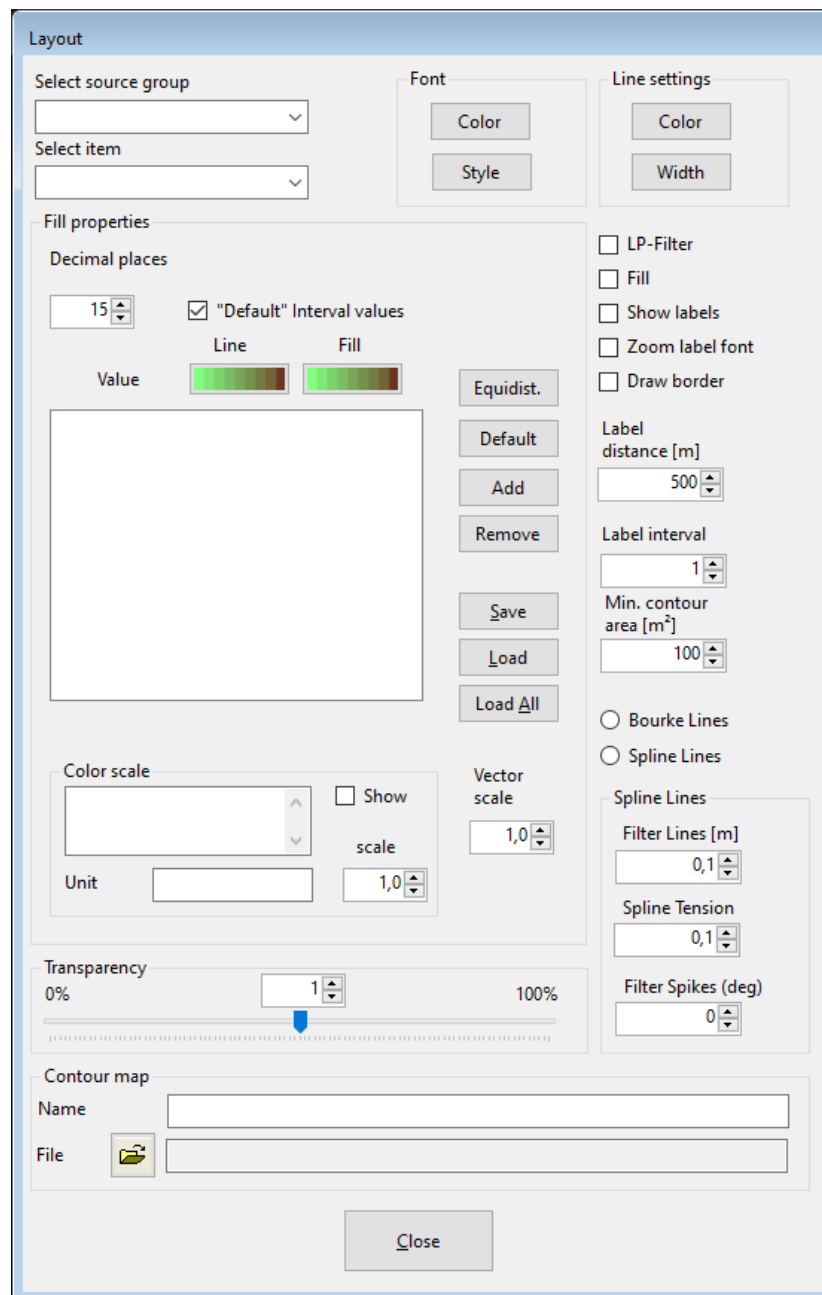 Layout
Select source group
Select item
Font
Color
Style
Line settings
Color
Width
Fill properties
Decimal places
15
"Default" Interval values
Line Fill
Value
Equidist.
Default
Add
Remove
Save
Load
Load All
Color scale
Show
scale
Unit
1,0
Vector
scale
1,0
LP-Filter
Fill
Show labels
Zoom label font
Draw border
Label
distance [m]
500
Label interval
1
Min. contour
area [m²]
100
Bourke Lines
Spline Lines
Spline Lines
Filter Lines [m]
0,1
Spline Tension
0,1
Filter Spikes (deg)
0
Transparency
0% 1 100%
Contour map
Name
File
Close